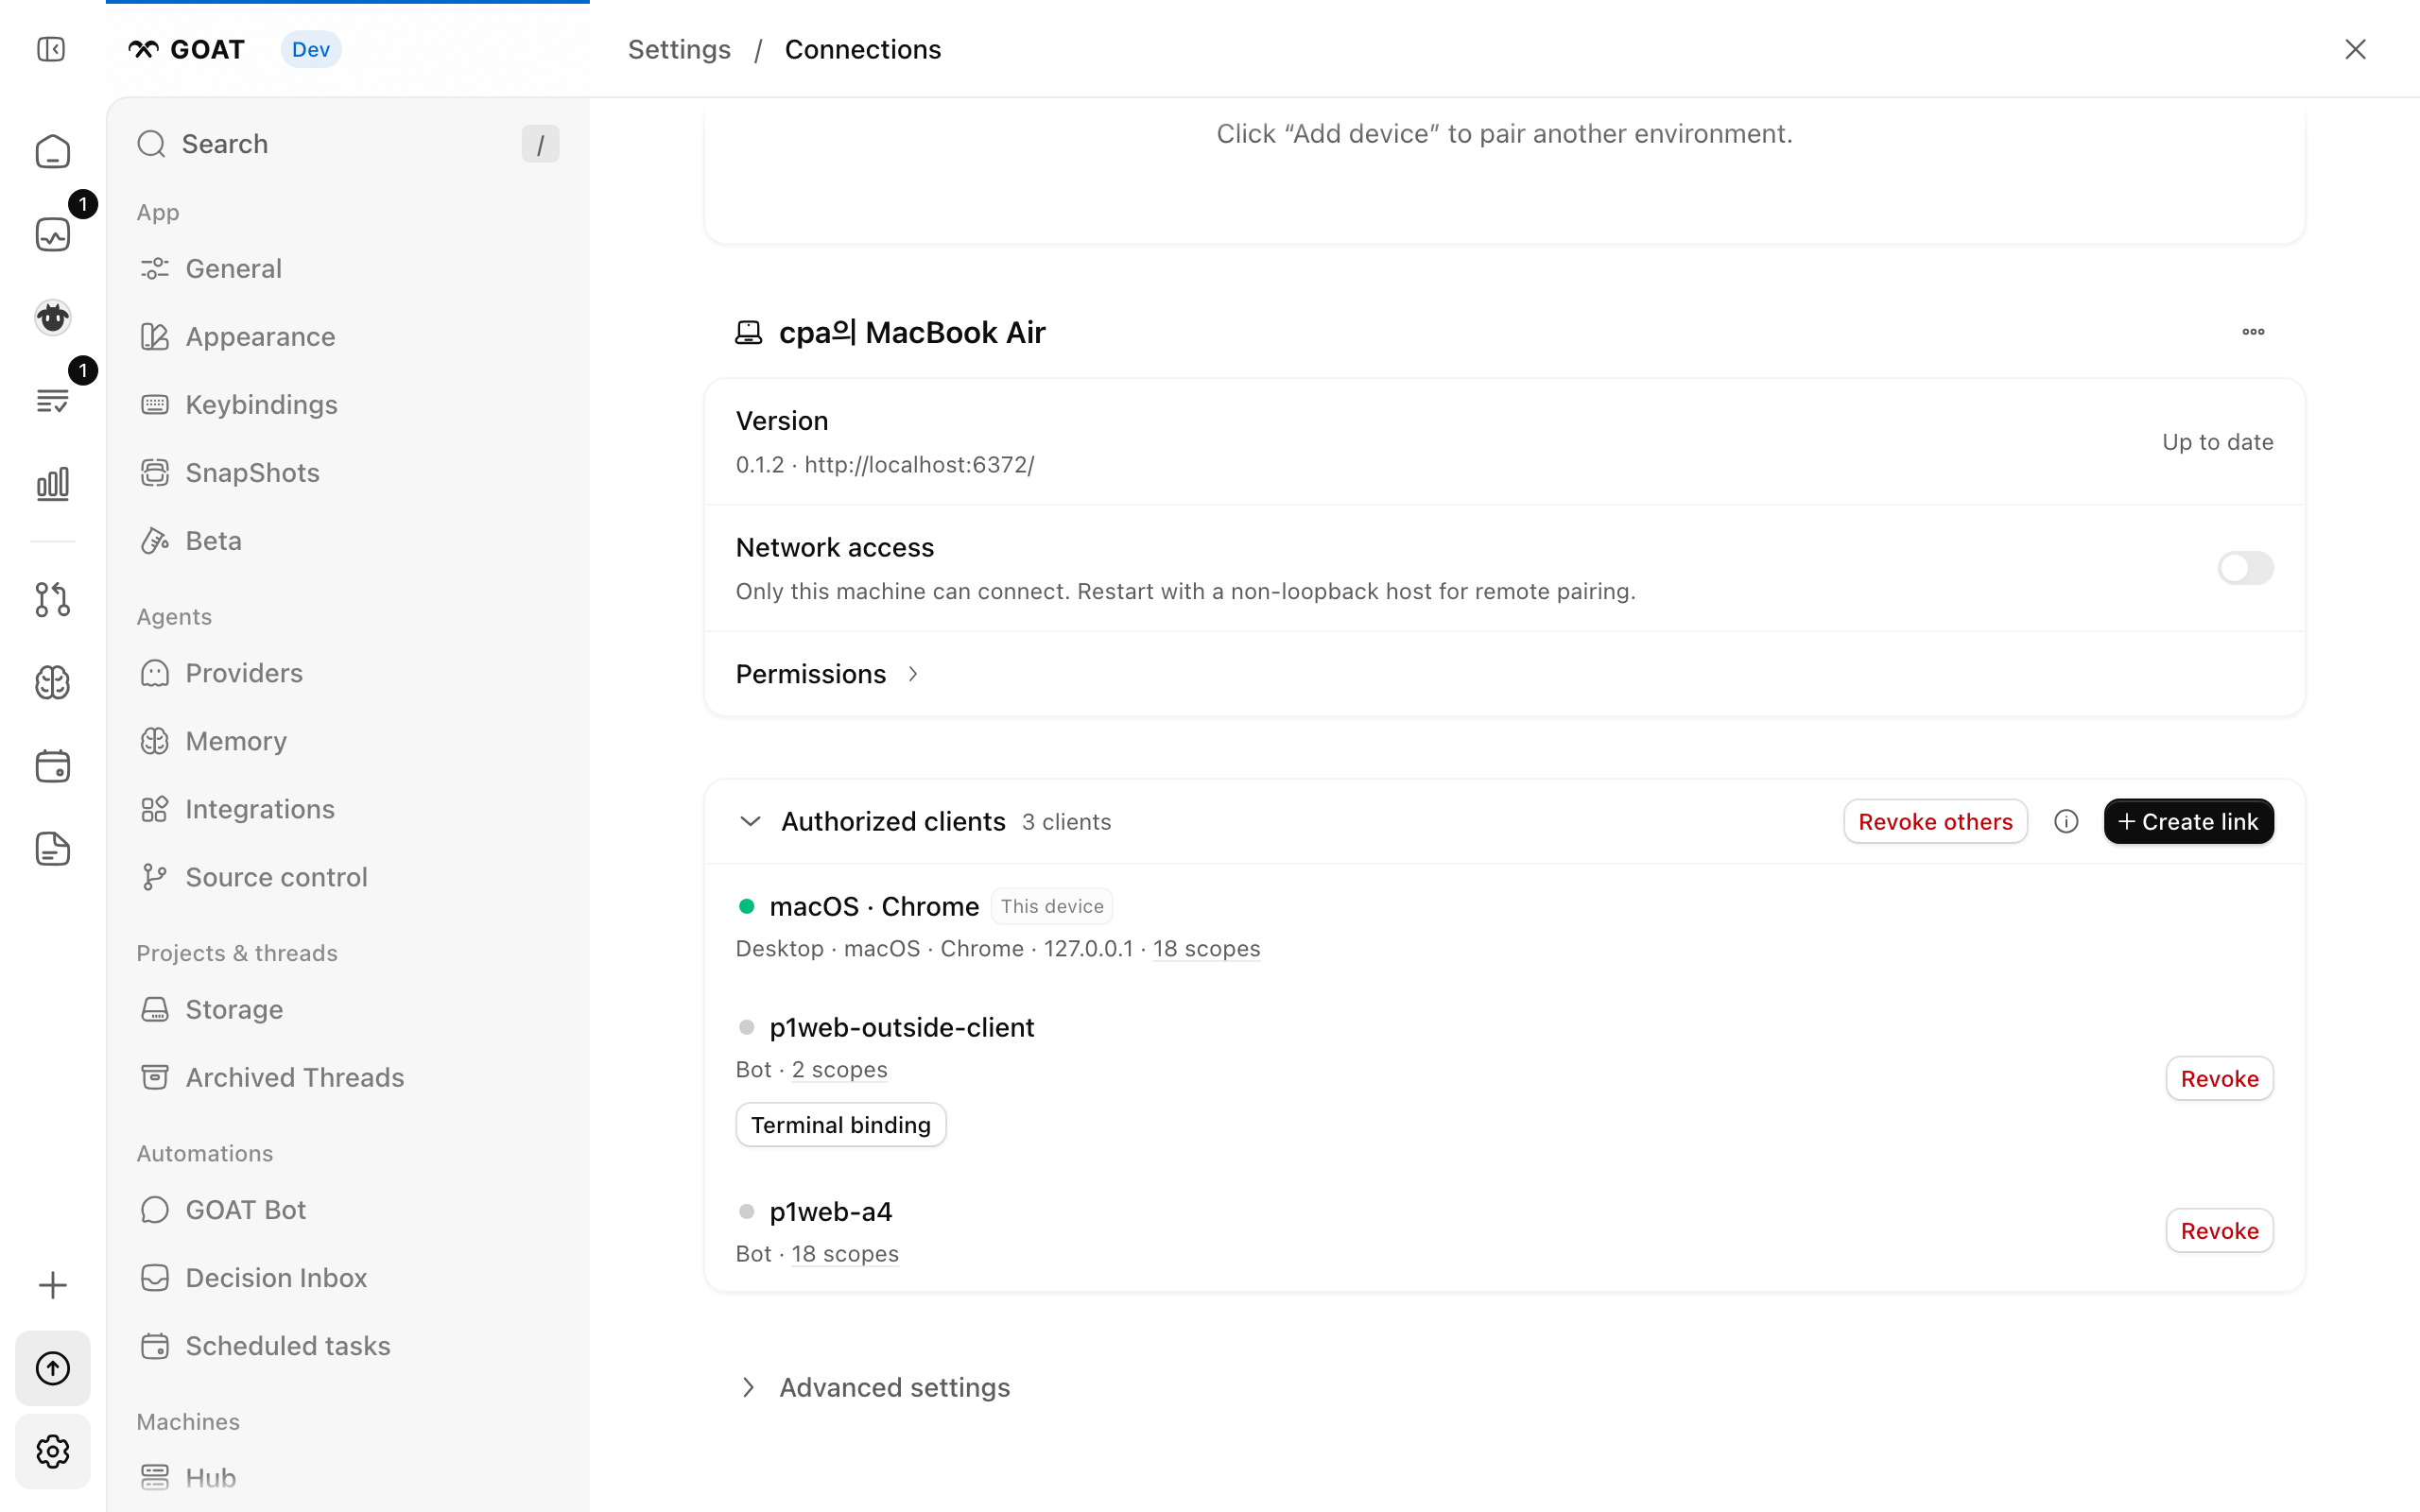 GOAT Dev
Settings / Connections
Search /
App
General
Appearance
Keybindings
SnapShots
Beta
Agents
Providers
Memory
Integrations
Source control
Projects & threads
Storage
Archived Threads
Automations
GOAT Bot
Decision Inbox
Scheduled tasks
Machines
Hub
1
1
Click “Add device” to pair another environment.
cpa의 MacBook Air
Version
0.1.2 · http://localhost:6372/
Up to date
Network access
Only this machine can connect. Restart with a non-loopback host for remote pairing.
Permissions
Authorized clients 3 clients
Revoke others
+ Create link
macOS · Chrome This device
Desktop · macOS · Chrome · 127.0.0.1 · 18 scopes
p1web-outside-client
Bot · 2 scopes
Revoke
Terminal binding
p1web-a4
Bot · 18 scopes
Revoke
Advanced settings